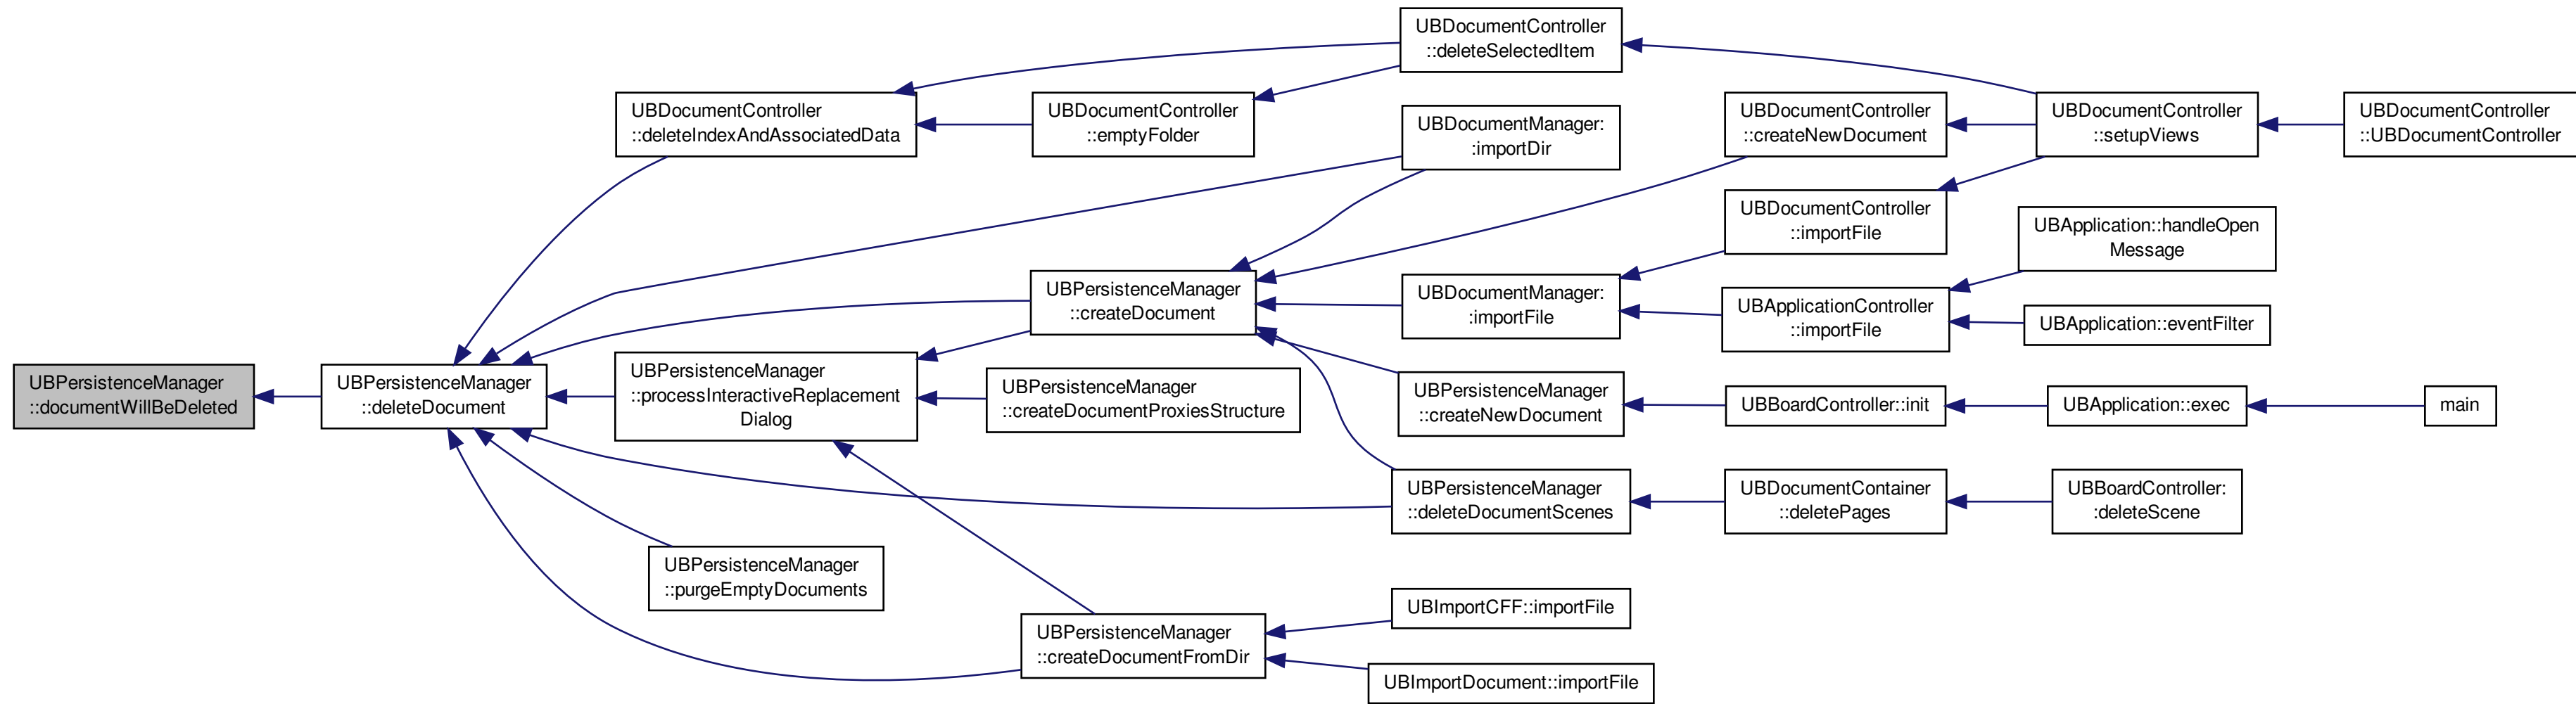 UBPersistenceManager
::documentWillBeDeleted
UBPersistenceManager
::deleteDocument
UBDocumentController
::deleteIndexAndAssociatedData
UBDocumentController
::emptyFolder
UBDocumentController
::deleteSelectedItem
UBDocumentManager:
:importDir
UBDocumentController
::createNewDocument
UBDocumentController
::setupViews
UBDocumentController
::UBDocumentController
UBDocumentController
::importFile
UBApplication::handleOpen
Message
UBPersistenceManager
::createDocument
UBDocumentManager:
:importFile
UBApplicationController
::importFile
UBApplication::eventFilter
UBPersistenceManager
::processInteractiveReplacement
Dialog
UBPersistenceManager
::createDocumentProxiesStructure
UBPersistenceManager
::createNewDocument
UBBoardController::init
UBApplication::exec
main
UBPersistenceManager
::deleteDocumentScenes
UBDocumentContainer
::deletePages
UBBoardController:
:deleteScene
UBPersistenceManager
::purgeEmptyDocuments
UBPersistenceManager
::createDocumentFromDir
UBImportCFF::importFile
UBImportDocument::importFile